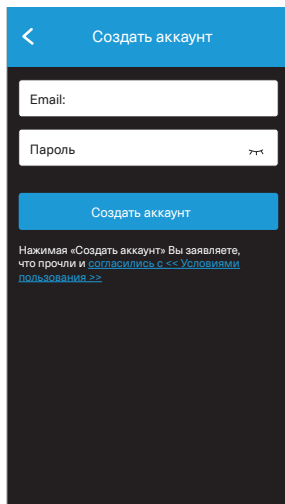 Создать аккаунт
Email:
Пароль
Создать аккаунт
Нажимая «Создать аккаунт» Вы заявляете,
что прочли и согласились с << Условиями
пользования >>